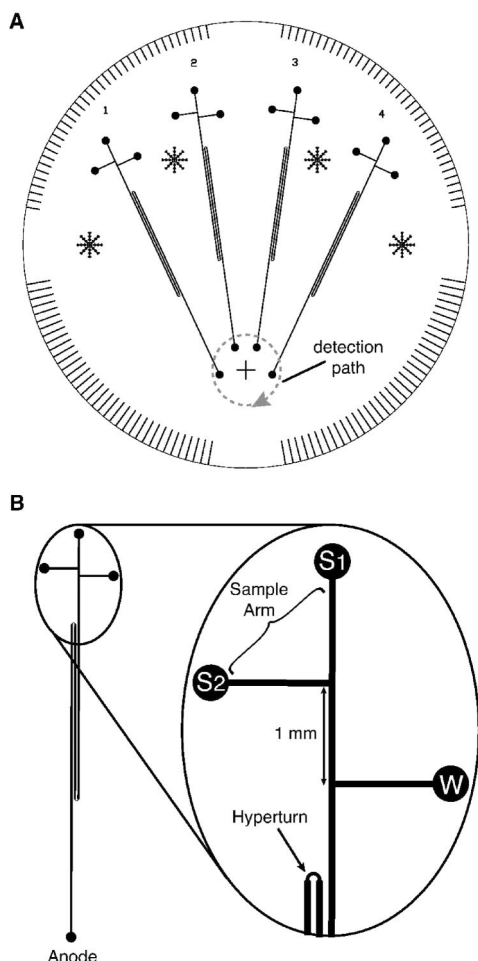 A
1
2
3
4
detection
path
B
S1
Sample
Arm
S2
1 mm
W
Hyperturn
Anode